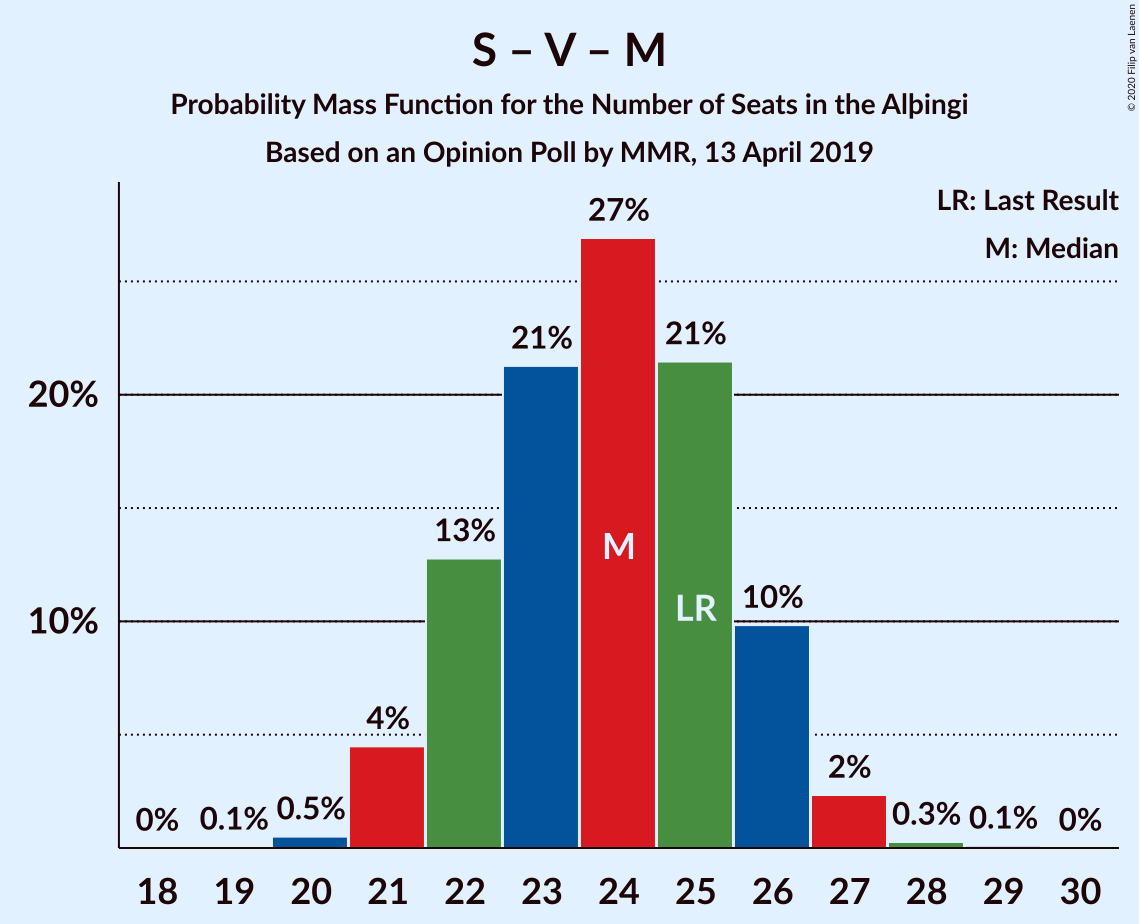 S – V – M
Probability Mass Function for the Number of Seats in the Alþingi
Based on an Opinion Poll by MMR, 13 April 2019
© 2020 Filip van Laenen
LR: Last Result
M: Median
27%
21%
21%
20%
13%
M
10%
LR
10%
4%
2%
0%
0.1%
0.5%
0.3%
0.1%
0%
18 19 20 21 22 23 24 25 26 27 28 29 30